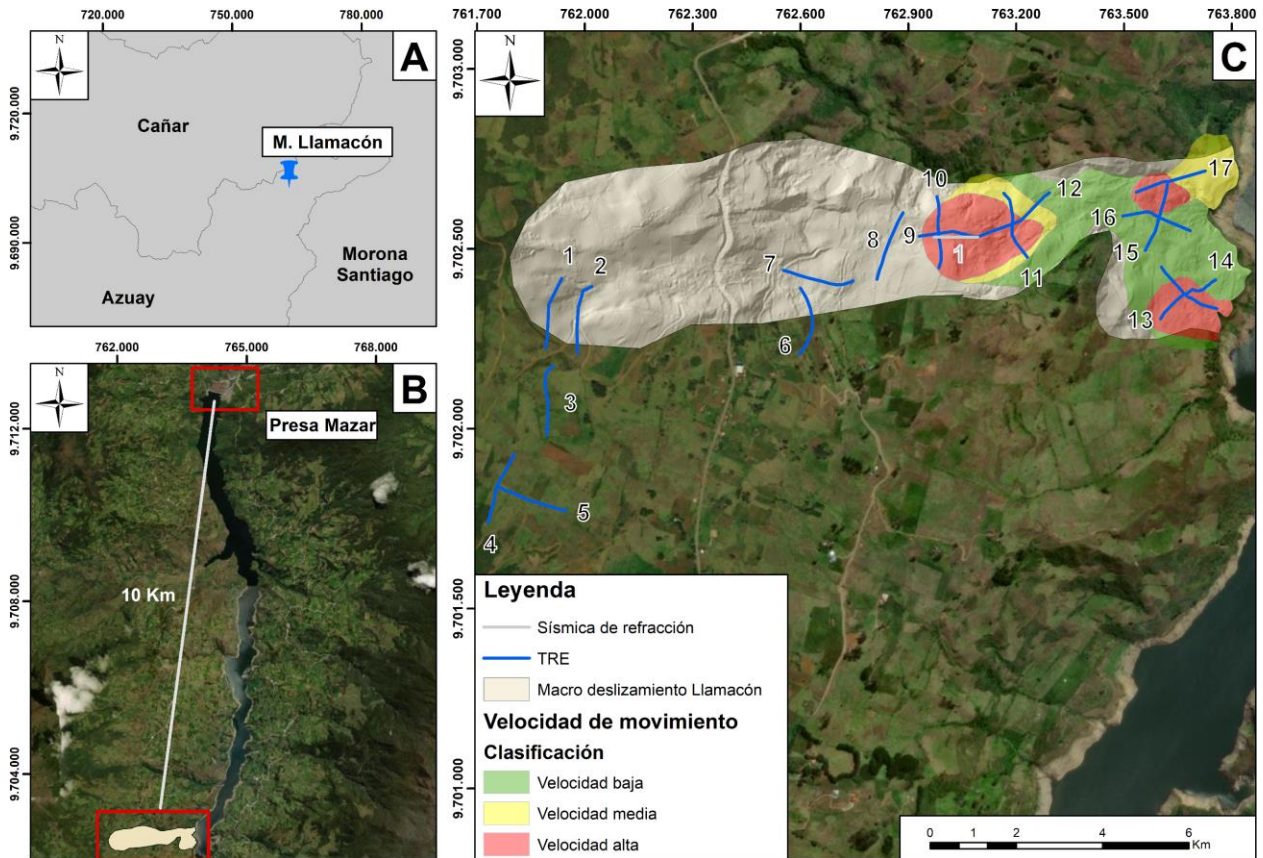 720.000
750.000
780.000
N
A
Cañar
M. Llamacón
Azuay
Morona
Santiago
9.720.000
9.690.000
762.000
765.000
768.000
N
B
Presa Mazar
10 Km
9.712.000
9.708.000
9.704.000
761.700
762.000
762.300
762.600
762.900
763.200
763.500
763.800
N
C
9.703.000
9.702.500
9.702.000
9.701.500
9.701.000
1
2
3
4
5
6
7
8
9
10
1
11
12
13
14
15
16
17
Leyenda
Sísmica de refracción
TRE
Macro deslizamiento Llamacón
Velocidad de movimiento
Clasificación
Velocidad baja
Velocidad media
Velocidad alta
0
1
2
4
6
Km